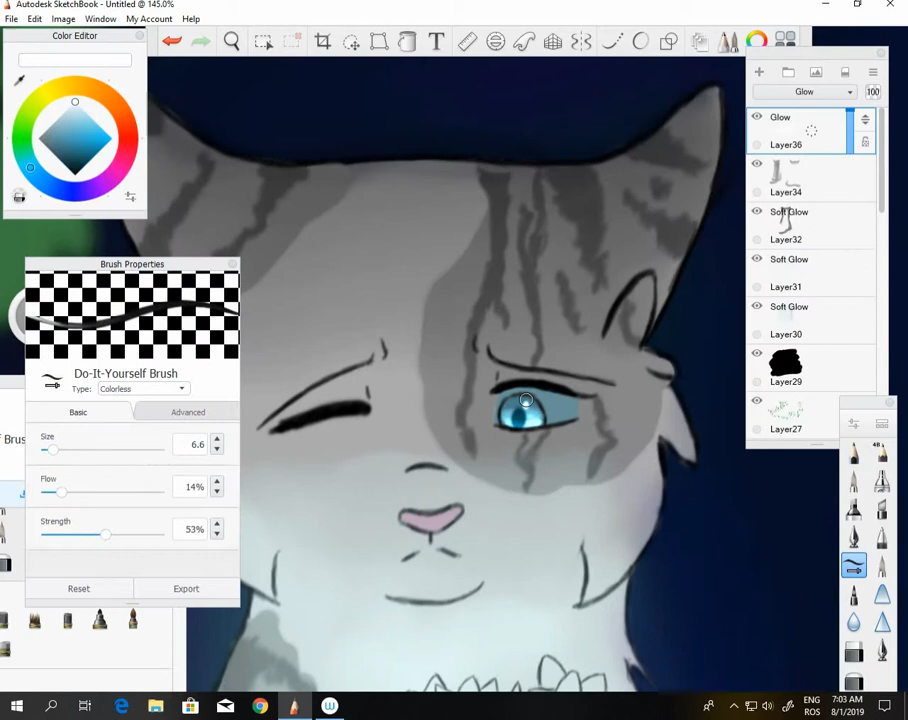 Autodesk SketchBook - Untitled @ 145.0%
File Edit Image Window My Account Help
Color Editor
T
Glow 100
Glow
Layer36
Layer34
Soft Glow
Layer32
Soft Glow
Layer31
Soft Glow
Layer30
Layer29
Layer27
Brush Properties
Do-It-Yourself Brush
Type: Colorless
Basic Advanced
Size
6.6
Flow
14%
Strength
53%
Reset Export
4B
W
ENG
ROS
7:03 AM
8/1/2019